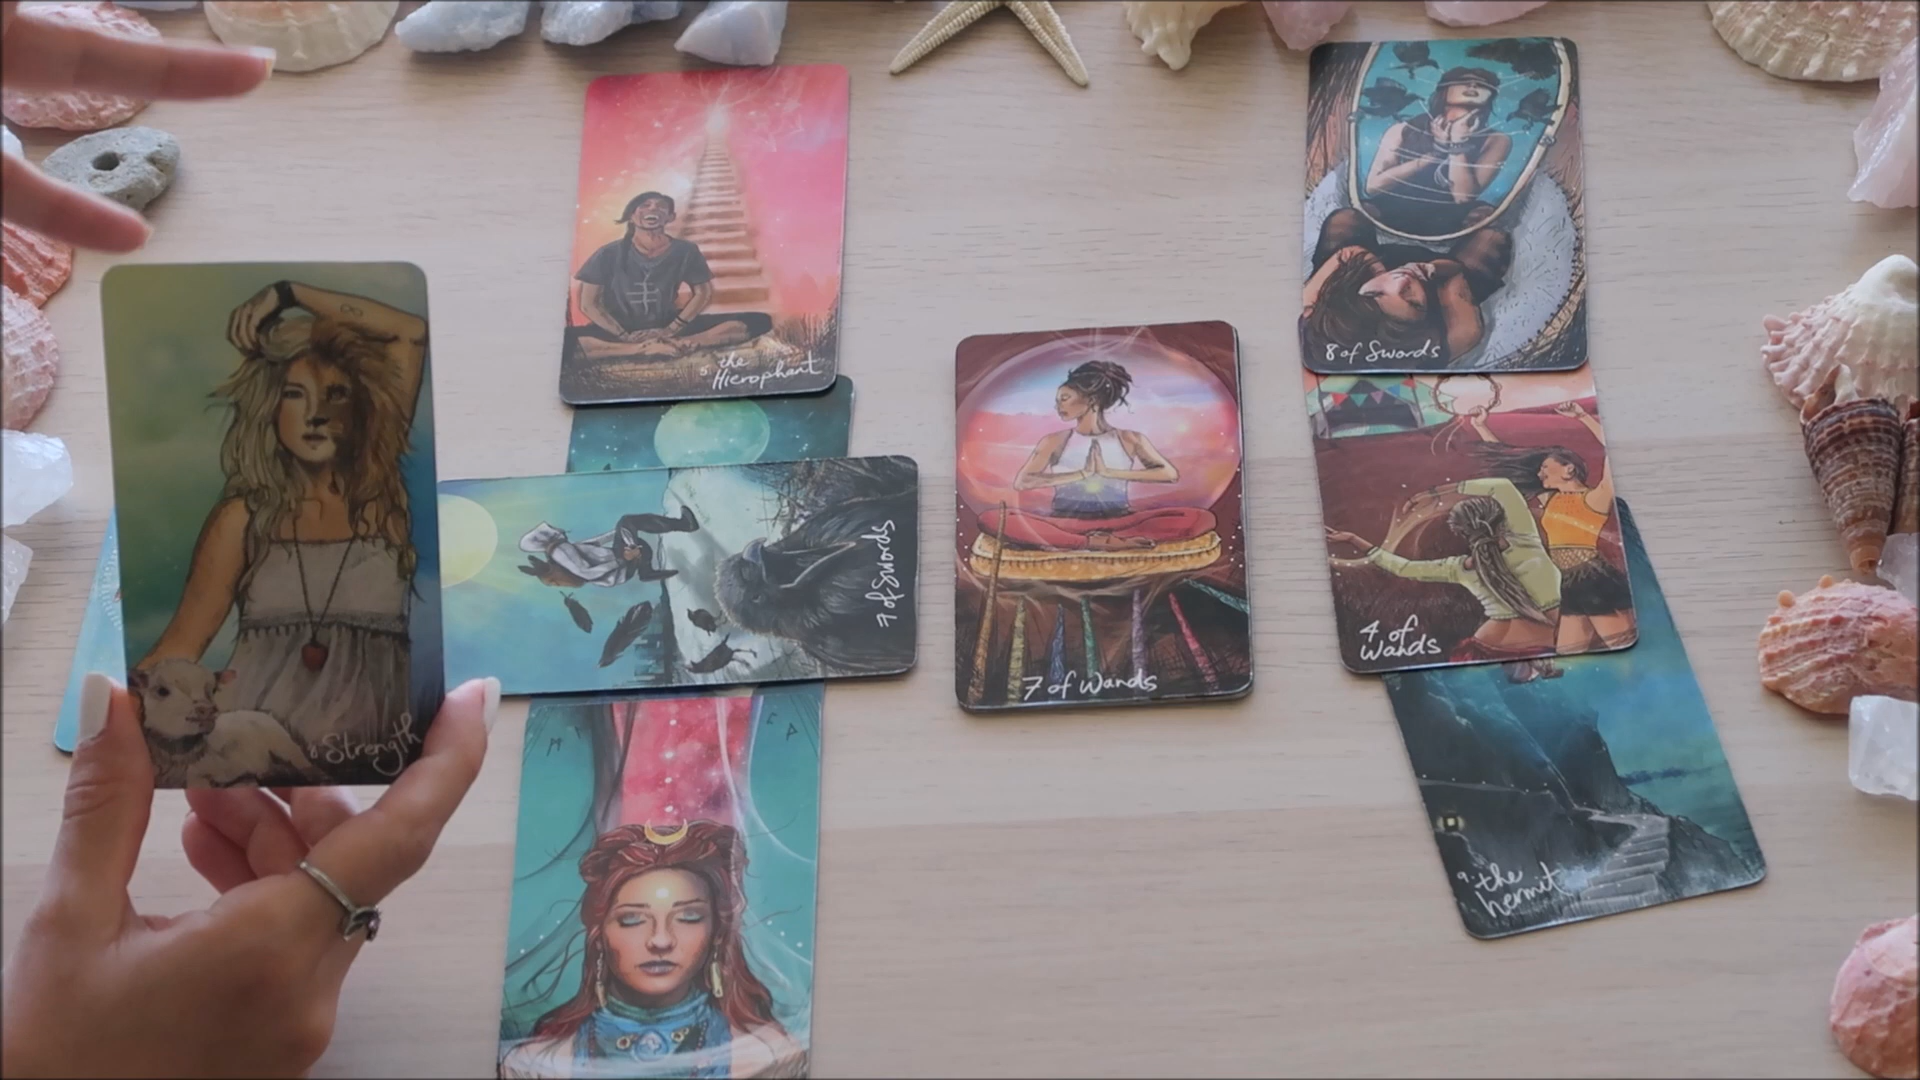 8 Strength
5 the
Hierophant
7 of Swords
7 of Wands
8 of Swords
4 of
Wands
9. the
hermit